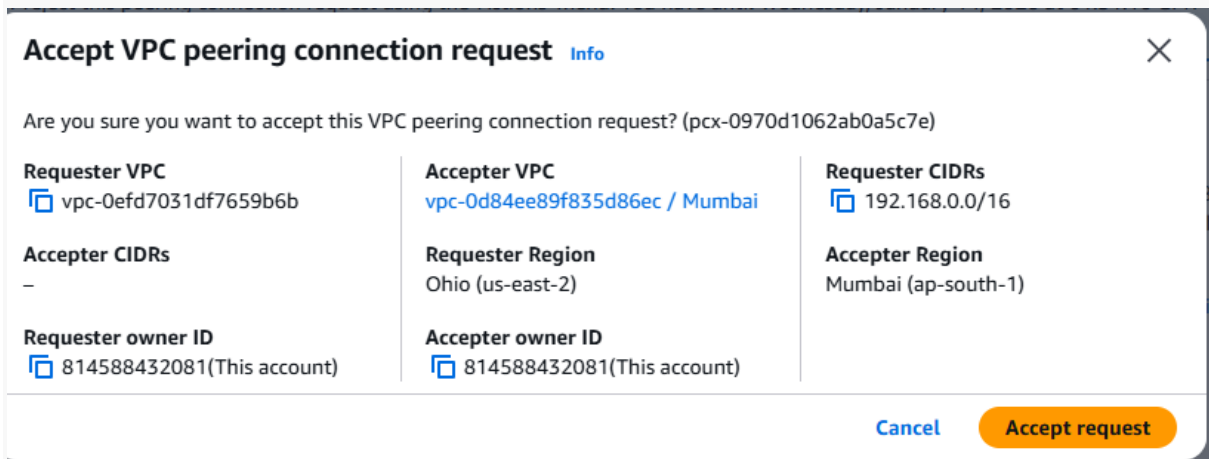 Accept VPC peering connection request Info
Are you sure you want to accept this VPC peering connection request? (pcx-0970d1062ab0a5c7e)
Requester VPC
vpc-0efd7031df7659b6b
Accepter VPC
vpc-0d84ee89f835d86ec / Mumbai
Requester CIDRs
192.168.0.0/16
Accepter CIDRs
–
Requester Region
Ohio (us-east-2)
Accepter Region
Mumbai (ap-south-1)
Requester owner ID
814588432081(This account)
Accepter owner ID
814588432081(This account)
Cancel
Accept request